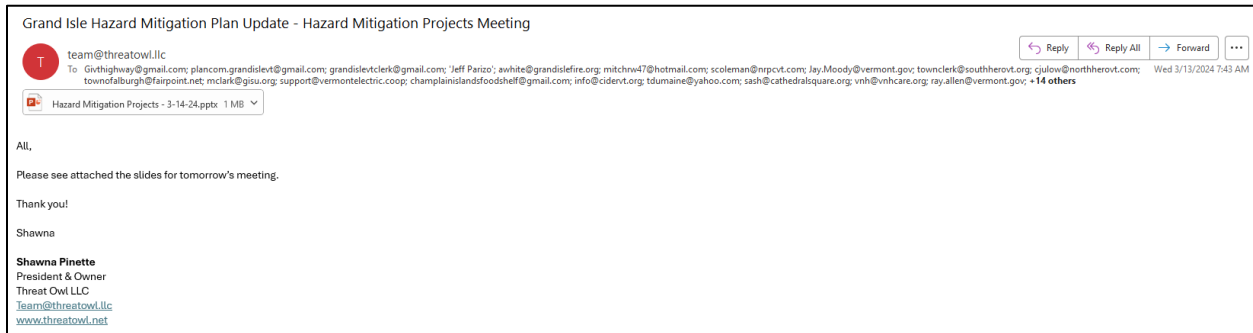 Grand Isle Hazard Mitigation Plan Update - Hazard Mitigation Projects Meeting
T
team@threatowl.llc
Reply
Reply All
Forward
...
To Givthighway@gmail.com; plancom.grandislevt@gmail.com; grandislevtclerk@gmail.com; 'Jeff Parizo'; awhite@grandislefire.org; mitchrw47@hotmail.com; scoleman@nrpcvt.com; Jay.Moody@vermont.gov; townclerk@southherovt.org; cjulow@northherovt.com;
Wed 3/13/2024 7:43 AM
townofalburgh@fairpoint.net; mclark@gisu.org; support@vermontelectric.coop; champlainislandsfoodshelf@gmail.com; info@cidervt.org; tdumaine@yahoo.com; sash@cathedralsquare.org; vnh@vnhcare.org; ray.allen@vermont.gov; +14 others
Hazard Mitigation Projects - 3-14-24.pptx 1 MB
All,
Please see attached the slides for tomorrow's meeting.
Thank you!
Shawna
Shawna Pinette
President & Owner
Threat Owl LLC
Team@threatowl.llc
www.threatowl.net